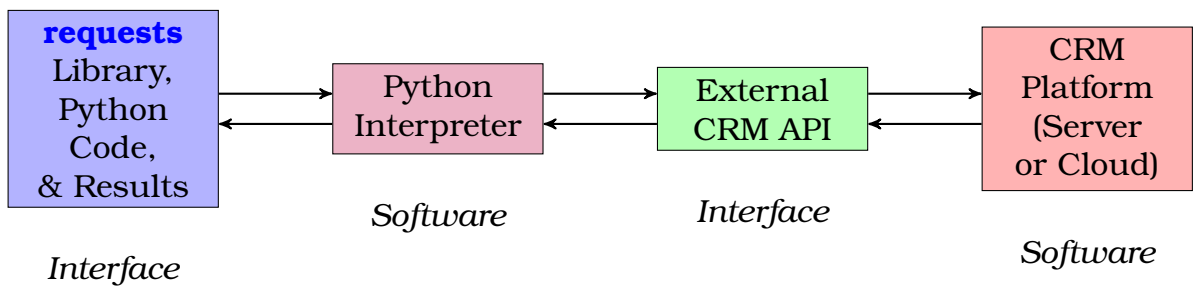 requests
Library,
Python
Code,
& Results
Interface
Python
Interpreter
Software
External
CRM API
Interface
CRM
Platform
(Server
or Cloud)
Software